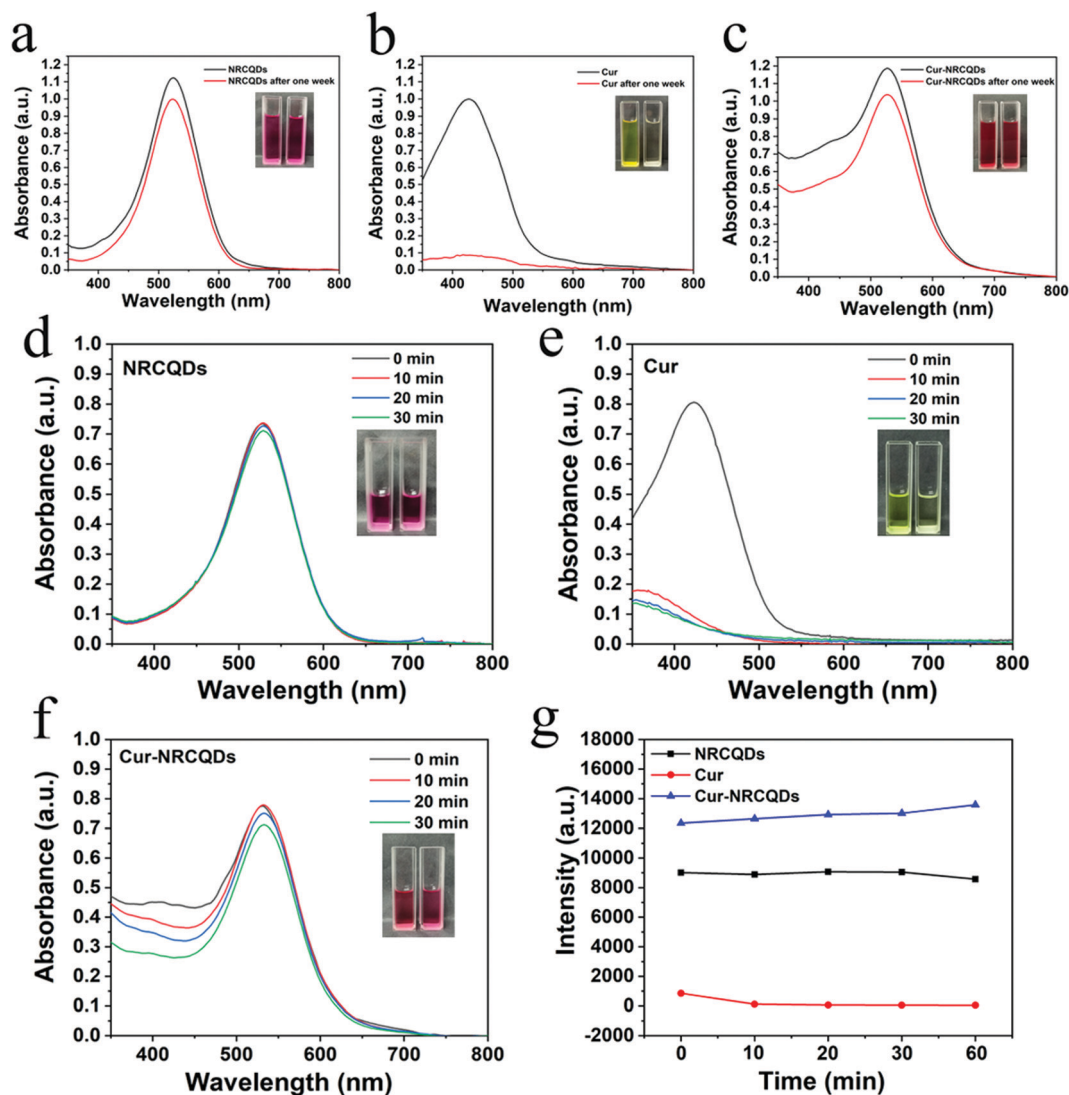 a
NRCQDs
NRCQDs after one week
1.2
1.1
1.0
0.9
0.8
0.7
0.6
0.5
0.4
0.3
0.2
0.1
0.0
Absorbance (a.u.)
400 500 600 700 800
Wavelength (nm)
b
Cur
Cur after one week
1.2
1.1
1.0
0.9
0.8
0.7
0.6
0.5
0.4
0.3
0.2
0.1
0.0
Absorbance (a.u.)
400 500 600 700 800
Wavelength (nm)
c
Cur-NRCQDs
Cur-NRCQDs after one week
1.2
1.1
1.0
0.9
0.8
0.7
0.6
0.5
0.4
0.3
0.2
0.1
0.0
Absorbance (a.u.)
400 500 600 700 800
Wavelength (nm)
d
NRCQDs
0 min
10 min
20 min
30 min
1.0
0.9
0.8
0.7
0.6
0.5
0.4
0.3
0.2
0.1
0.0
Absorbance (a.u.)
400 500 600 700 800
Wavelength (nm)
e
Cur
0 min
10 min
20 min
30 min
1.0
0.9
0.8
0.7
0.6
0.5
0.4
0.3
0.2
0.1
0.0
Absorbance (a.u.)
400 500 600 700 800
Wavelength (nm)
f
Cur-NRCQDs
0 min
10 min
20 min
30 min
1.0
0.9
0.8
0.7
0.6
0.5
0.4
0.3
0.2
0.1
0.0
Absorbance (a.u.)
400 500 600 700 800
Wavelength (nm)
g
NRCQDs
Cur
Cur-NRCQDs
18000
16000
14000
12000
10000
8000
6000
4000
2000
0
-2000
Intensity (a.u.)
0 10 20 30 60
Time (min)